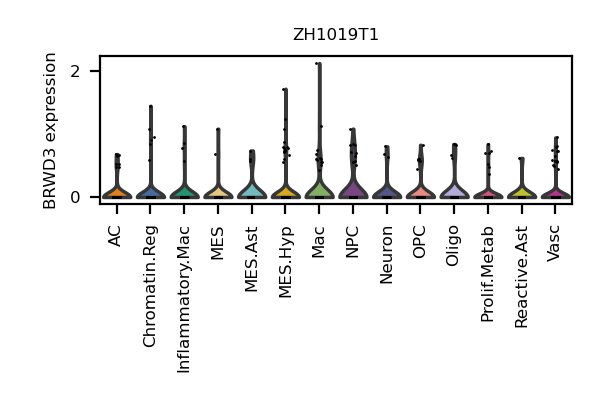 ZH1019T1
BRWD3 expression
2
0
AC
Chromatin.Reg
Inflammatory.Mac
MES
MES.Ast
MES.Hyp
Mac
NPC
Neuron
OPC
Oligo
Prolif.Metab
Reactive.Ast
Vasc